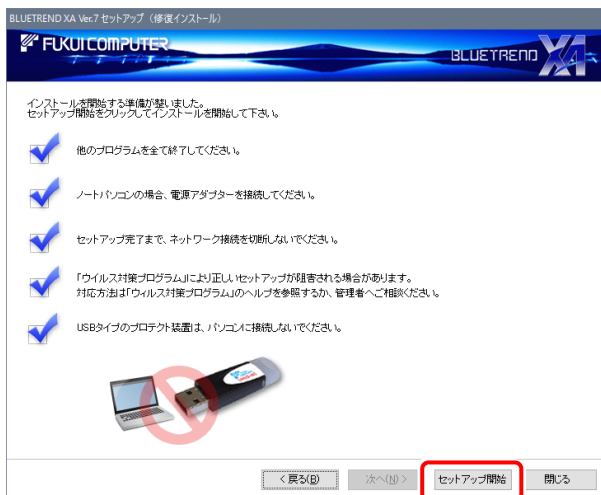 BLUETREND XA Ver.7 セットアップ（修復インストール）
FUKUI COMPUTER
BLUETREND XA
インストールを開始する準備が整いました。
セットアップ開始をクリックしてインストールを開始して下さい。
他のプログラムを全て終了してください。
ノートパソコンの場合、電源アダプターを接続してください。
セットアップ完了まで、ネットワーク接続を切断しないでください。
「ウイルス対策プログラム」により正しいセットアップが阻害される場合があります。
対応方法は「ウィルス対策プログラム」のヘルプを参照するか、管理者へご相談ください。
USBタイプのプロテクト装置は、パソコンに接続しないでください。
< 戻る(B)
次へ(N) >
セットアップ開始
閉じる